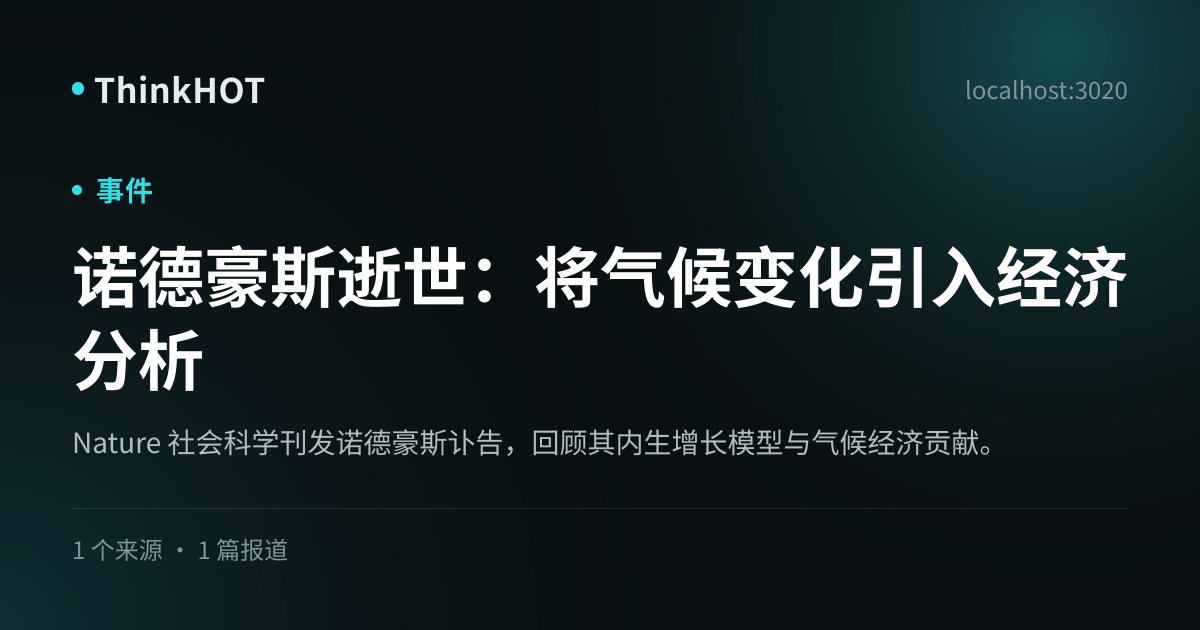 ThinkHOT
localhost:3020
事件
诺德豪斯逝世：将气候变化引入经济
分析
Nature 社会科学刊发诺德豪斯讣告，回顾其内生增长模型与气候经济贡献。
1 个来源 · 1 篇报道